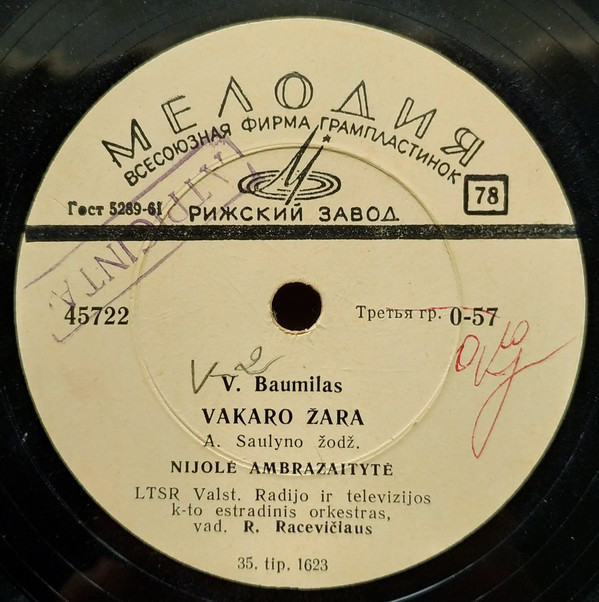 МЕЛОДИЯ
ВСЕСОЮЗНАЯ ФИРМА ГРАМПЛАСТИНОК
Гост 5289-61
РИЖСКИЙ ЗАВОД
78
PATIKRINTA
45722
Третья гр. 0-57
V. Baumilas
VAKARO ŽARA
A. Saulyno žodž.
NIJOLĖ AMBRAZAITYTĖ
LTSR Valst. Radijo ir televizijos
k-to estradinis orkestras,
vad. R. Racevičiaus
35. tip. 1623